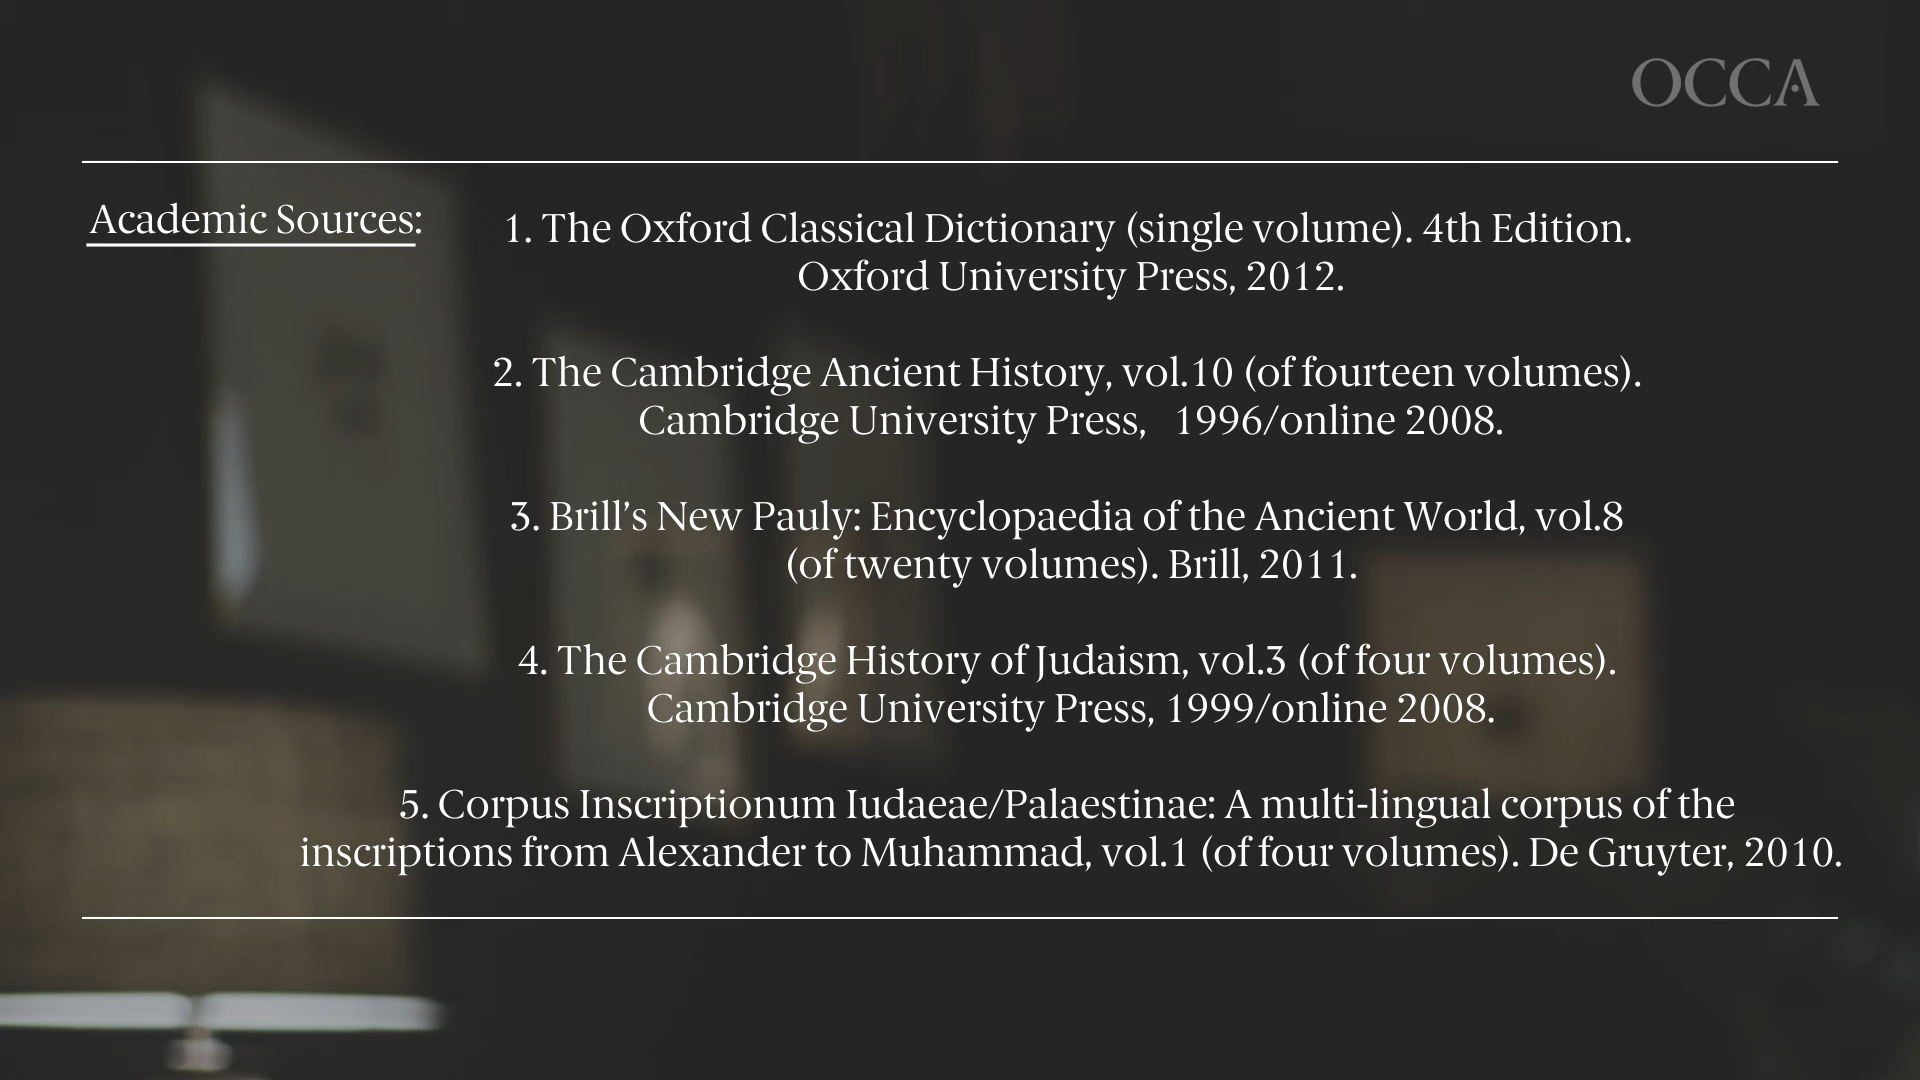 OCCA
Academic Sources:
1. The Oxford Classical Dictionary (single volume). 4th Edition.
Oxford University Press, 2012.
2. The Cambridge Ancient History, vol.10 (of fourteen volumes).
Cambridge University Press, 1996/online 2008.
3. Brill’s New Pauly: Encyclopaedia of the Ancient World, vol.8
(of twenty volumes). Brill, 2011.
4. The Cambridge History of Judaism, vol.3 (of four volumes).
Cambridge University Press, 1999/online 2008.
5. Corpus Inscriptionum Iudaeae/Palaestinae: A multi-lingual corpus of the
inscriptions from Alexander to Muhammad, vol.1 (of four volumes). De Gruyter, 2010.